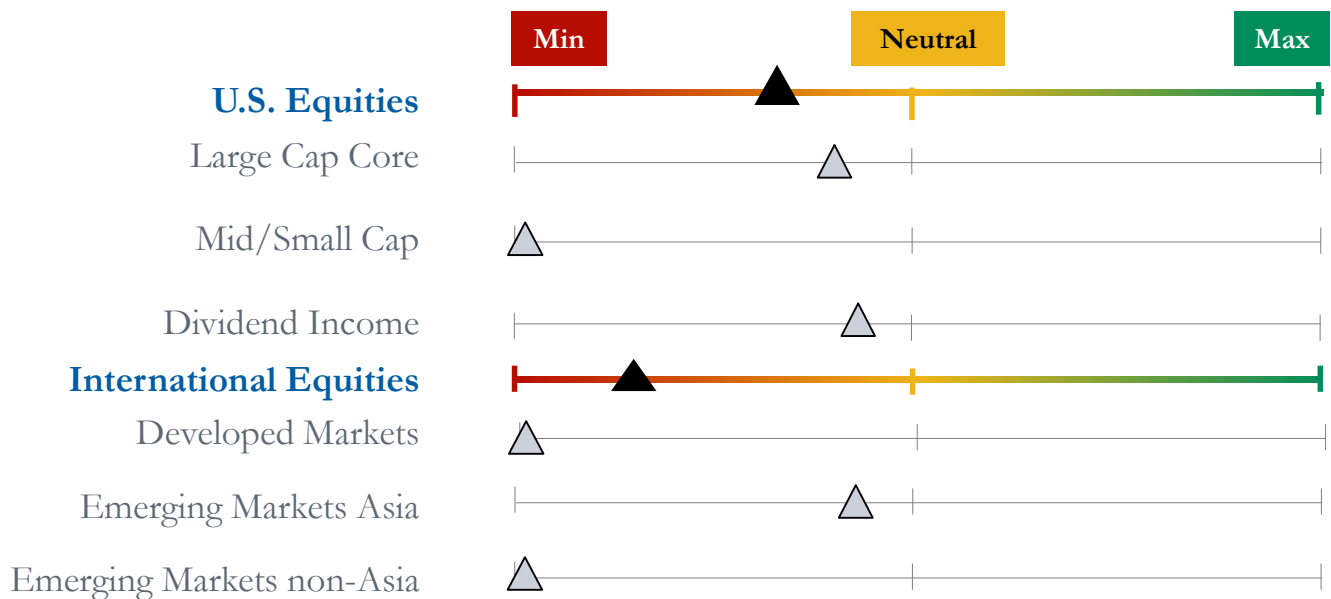 Min Neutral Max
U.S. Equities
Large Cap Core
Mid/Small Cap
Dividend Income
International Equities
Developed Markets
Emerging Markets Asia
Emerging Markets non-Asia